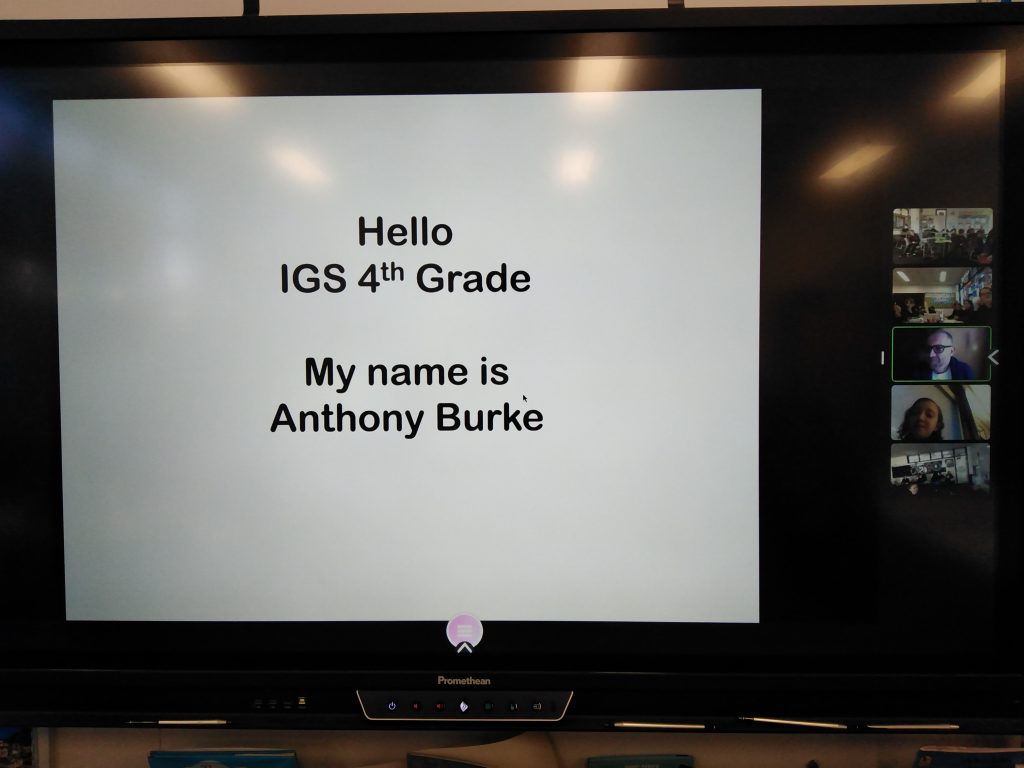 Hello
IGS 4th Grade
My name is
Anthony Burke
Promethean